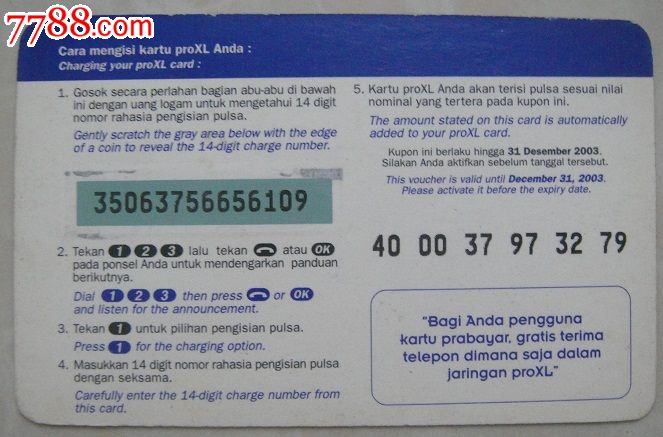 7788.com
Cara mengisi kartu proXL Anda :
Charging your proXL card :
1. Gosok secara perlahan bagian abu-abu di bawah
ini dengan uang logam untuk mengetahui 14 digit
nomor rahasia pengisian pulsa.
Gently scratch the gray area below with the edge
of a coin to reveal the 14-digit charge number.
35063756656109
2. Tekan 1 2 3 lalu tekan atau OK
pada ponsel Anda untuk mendengarkan panduan
berikutnya.
Dial 1 2 3 then press or OK
and listen for the announcement.
3. Tekan 1 untuk pilihan pengisian pulsa.
Press 1 for the charging option.
4. Masukkan 14 digit nomor rahasia pengisian pulsa
dengan seksama.
Carefully enter the 14-digit charge number from
this card.
5. Kartu proXL Anda akan terisi pulsa sesuai nilai
nominal yang tertera pada kupon ini.
The amount stated on this card is automatically
added to your proXL card.
Kupon ini berlaku hingga 31 Desember 2003.
Silakan Anda aktifkan sebelum tanggal tersebut.
This voucher is valid until December 31, 2003.
Please activate it before the expiry date.
40 00 37 97 32 79
"Bagi Anda pengguna
kartu prabayar, gratis terima
telepon dimana saja dalam
jaringan proXL"